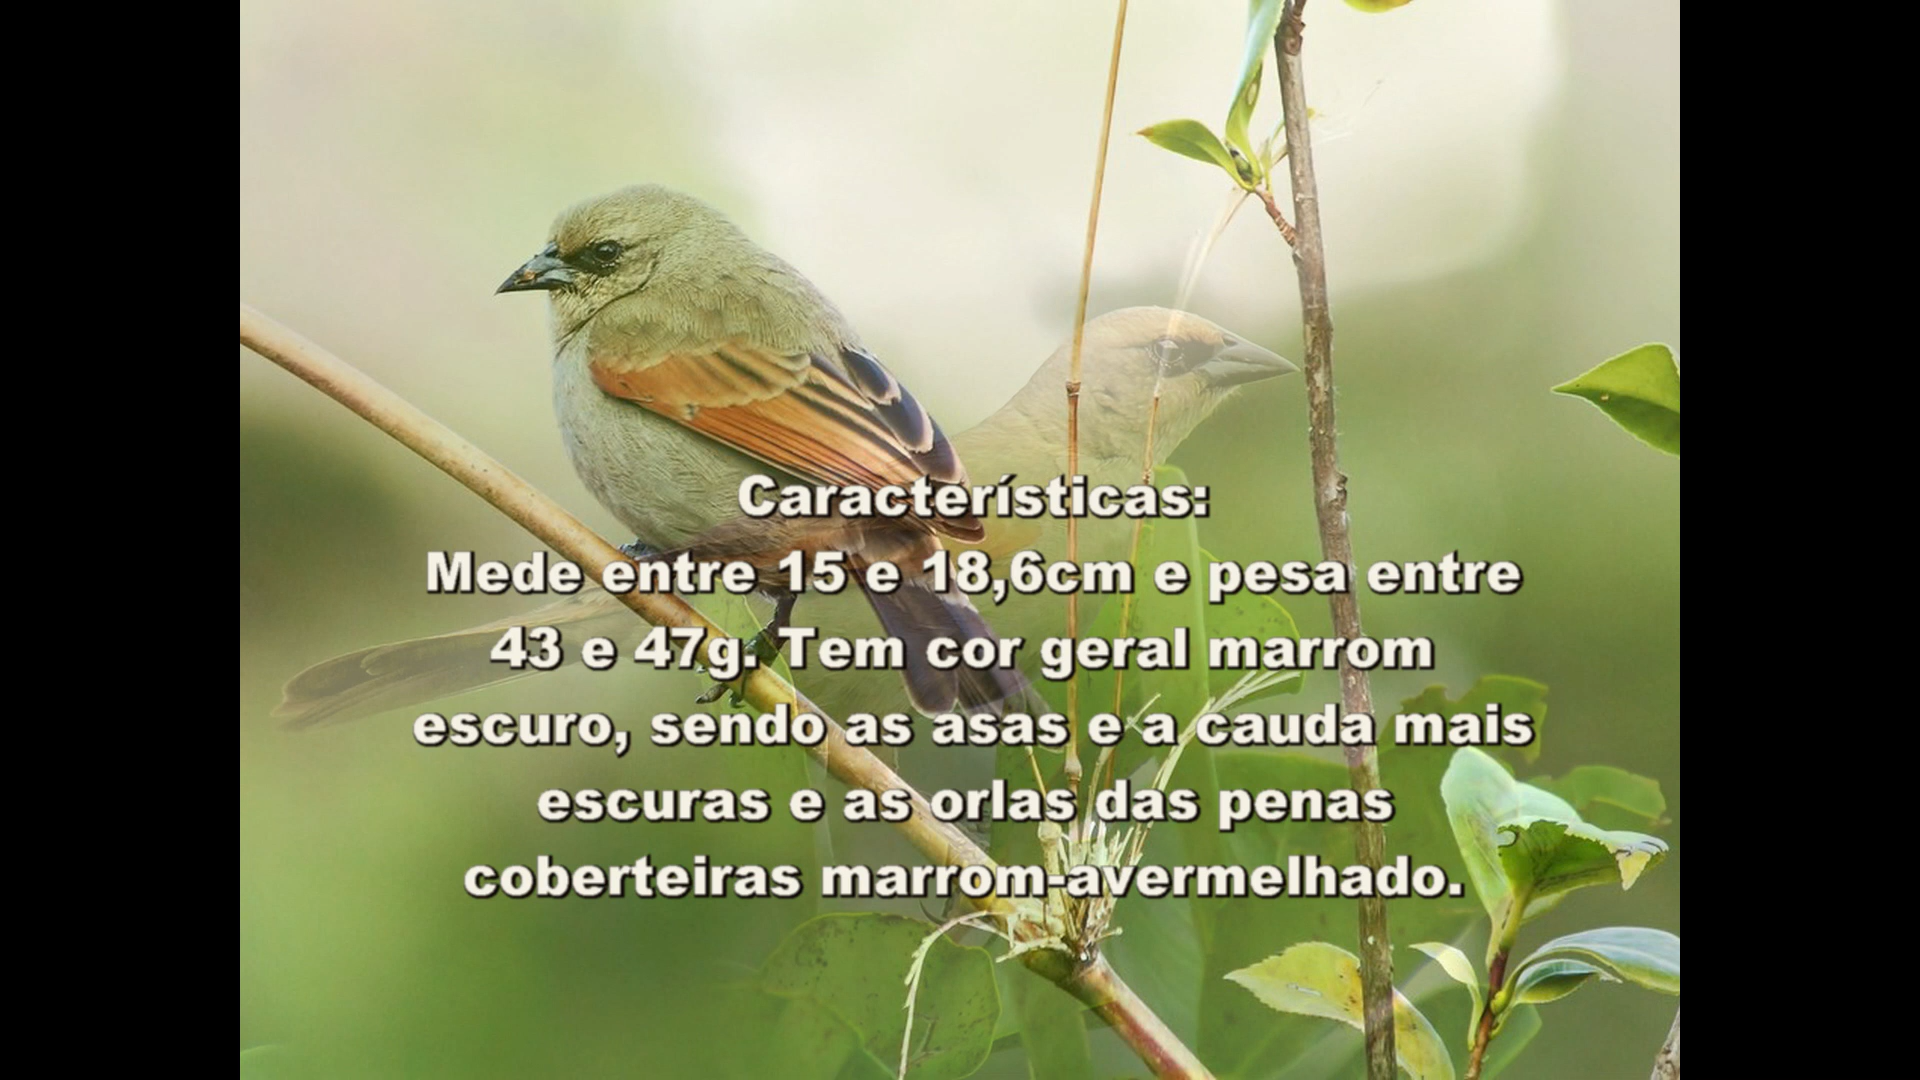 Características:
Mede entre 15 e 18,6cm e pesa entre
43 e 47g. Tem cor geral marrom
escuro, sendo as asas e a cauda mais
escuras e as orlas das penas
coberteiras marrom-avermelhado.